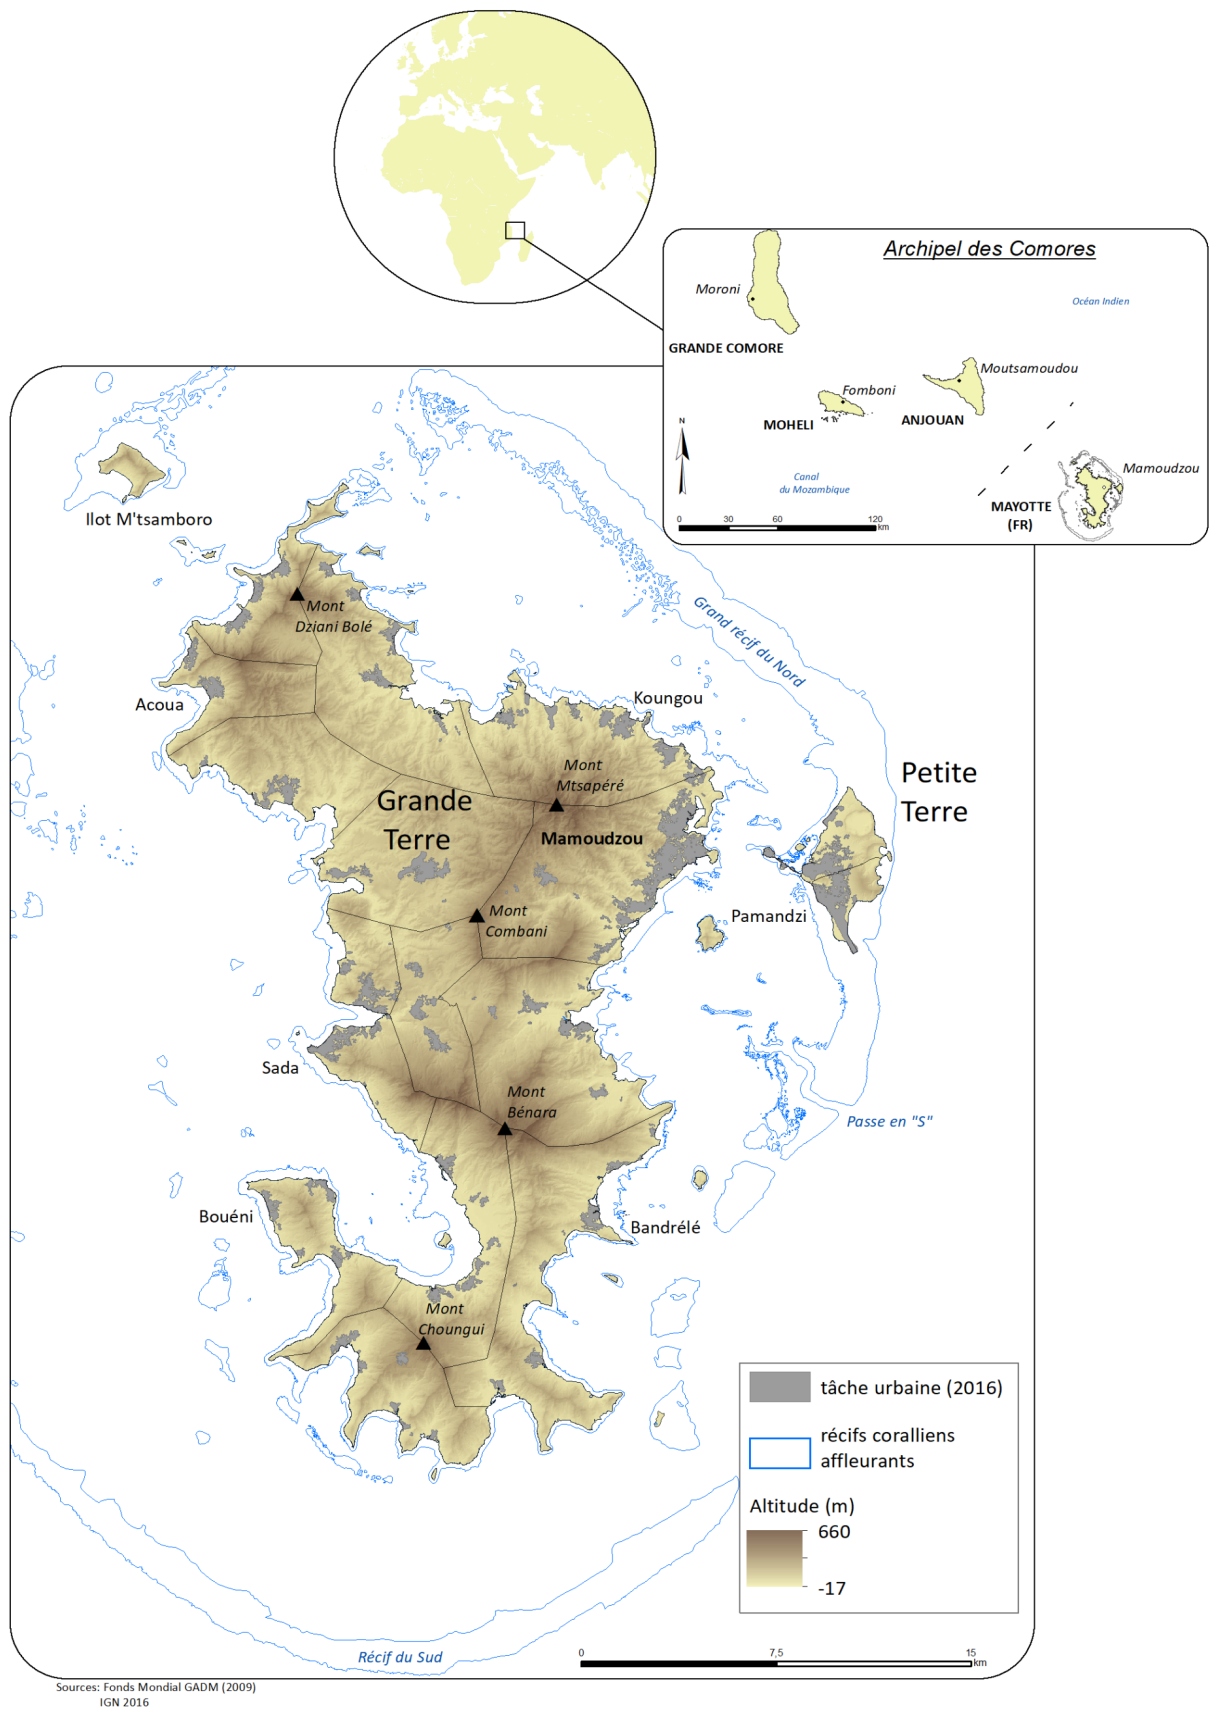 Archipel des Comores
Moroni
Océan Indien
GRANDE COMORE
Moutsamoudou
Fomboni
MOHELI
ANJOUAN
N
Mamoudzou
Canal
du Mozambique
MAYOTTE
(FR)
0 30 60 120
km
Ilot M'tsamboro
Mont
Dziani Bolé
Grand récif du Nord
Acoua
Koungou
Mont
Mtsapéré
Petite
Terre
Grande
Terre
Mamoudzou
Mont
Combani
Pamandzi
Sada
Mont
Bénara
Passe en "S"
Bouéni
Bandrélé
Mont
Choungui
tâche urbaine (2016)
récifs coralliens
affleurants
Altitude (m)
660
-17
Récif du Sud
0 7,5 15
km
Sources: Fonds Mondial GADM (2009)
IGN 2016